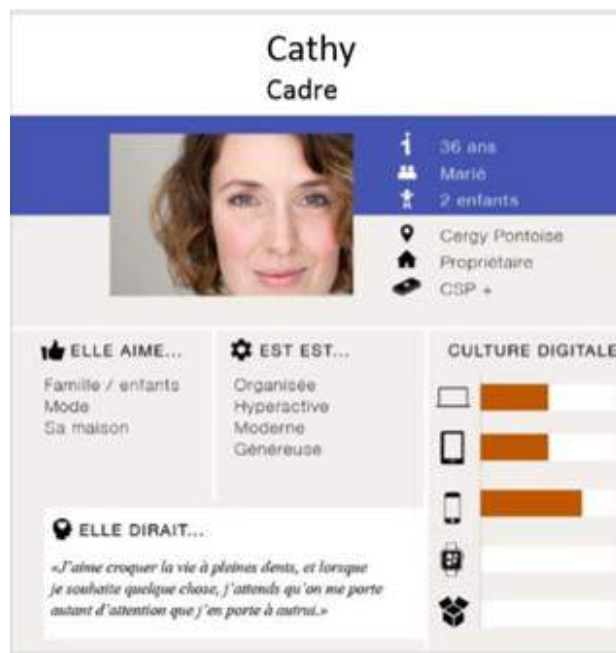 Cathy
Cadre
36 ans
Marié
2 enfants
Cergy Pontoise
Propriétaire
CSP +
ELLE AIME...
Famille / enfants
Mode
Sa maison
EST EST...
Organisée
Hyperactive
Moderne
Généreuse
CULTURE DIGITALE
ELLE DIRAIT...
«J'aime croquer la vie à pleines dents, et lorsque
je souhaite quelque chose, j'attends qu'on me porte
autant d'attention que j'en porte à autrui.»